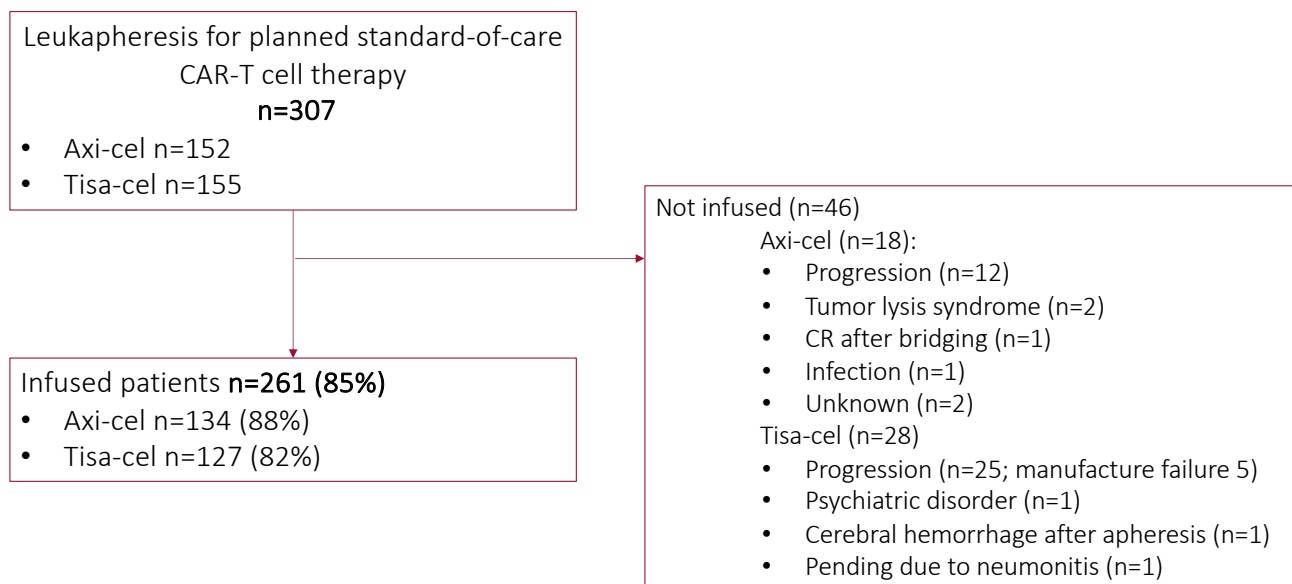 Leukapheresis for planned standard-of-care
CAR-T cell therapy
n=307
• Axi-cel n=152
• Tisa-cel n=155
Not infused (n=46)
Axi-cel (n=18):
• Progression (n=12)
• Tumor lysis syndrome (n=2)
• CR after bridging (n=1)
• Infection (n=1)
• Unknown (n=2)
Tisa-cel (n=28)
• Progression (n=25; manufacture failure 5)
• Psychiatric disorder (n=1)
• Cerebral hemorrhage after apheresis (n=1)
• Pending due to neumonitis (n=1)
Infused patients n=261 (85%)
• Axi-cel n=134 (88%)
• Tisa-cel n=127 (82%)